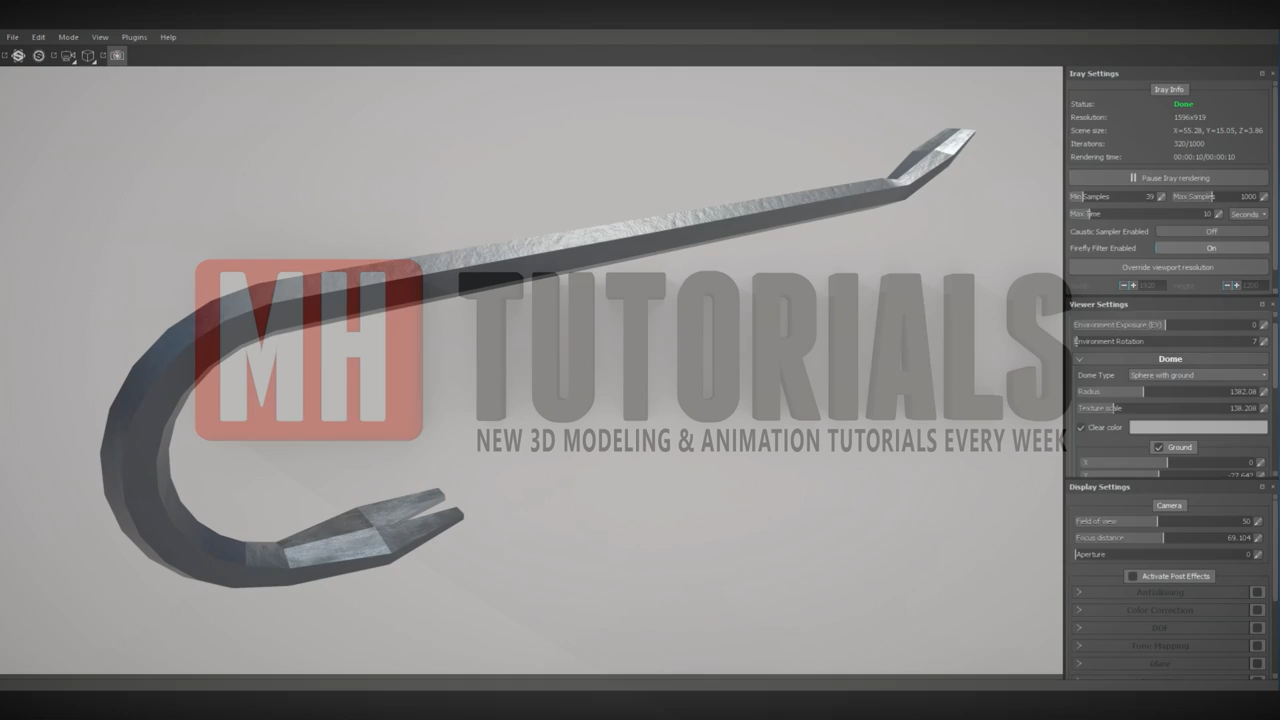 File Edit Mode View Plugins Help
Iray Settings
Iray Info
Status: Done
Resolution: 1596x919
Scene size: X=55.28, Y=15.05, Z=3.86
Iterations: 320/1000
Rendering time: 00:00:10/00:00:10
Pause Iray rendering
Min Samples 39 Max Samples 1000
Max Time 10 Seconds
Caustic Sampler Enabled Off
Firefly Filter Enabled On
Override viewport resolution
Width 1920 Height 1200
Viewer Settings
Environment Exposure (EV) 0
Environment Rotation 7
Dome
Dome Type Sphere with ground
Radius 1382.08
Texture scale 138.208
Clear color
Ground
X 0
Y -27.642
Display Settings
Camera
Field of view 50
Focus distance 69.104
Aperture 0
Activate Post Effects
Antialiasing
Color Correction
DOF
Tone Mapping
Glare
MH TUTORIALS
NEW 3D MODELING & ANIMATION TUTORIALS EVERY WEEK